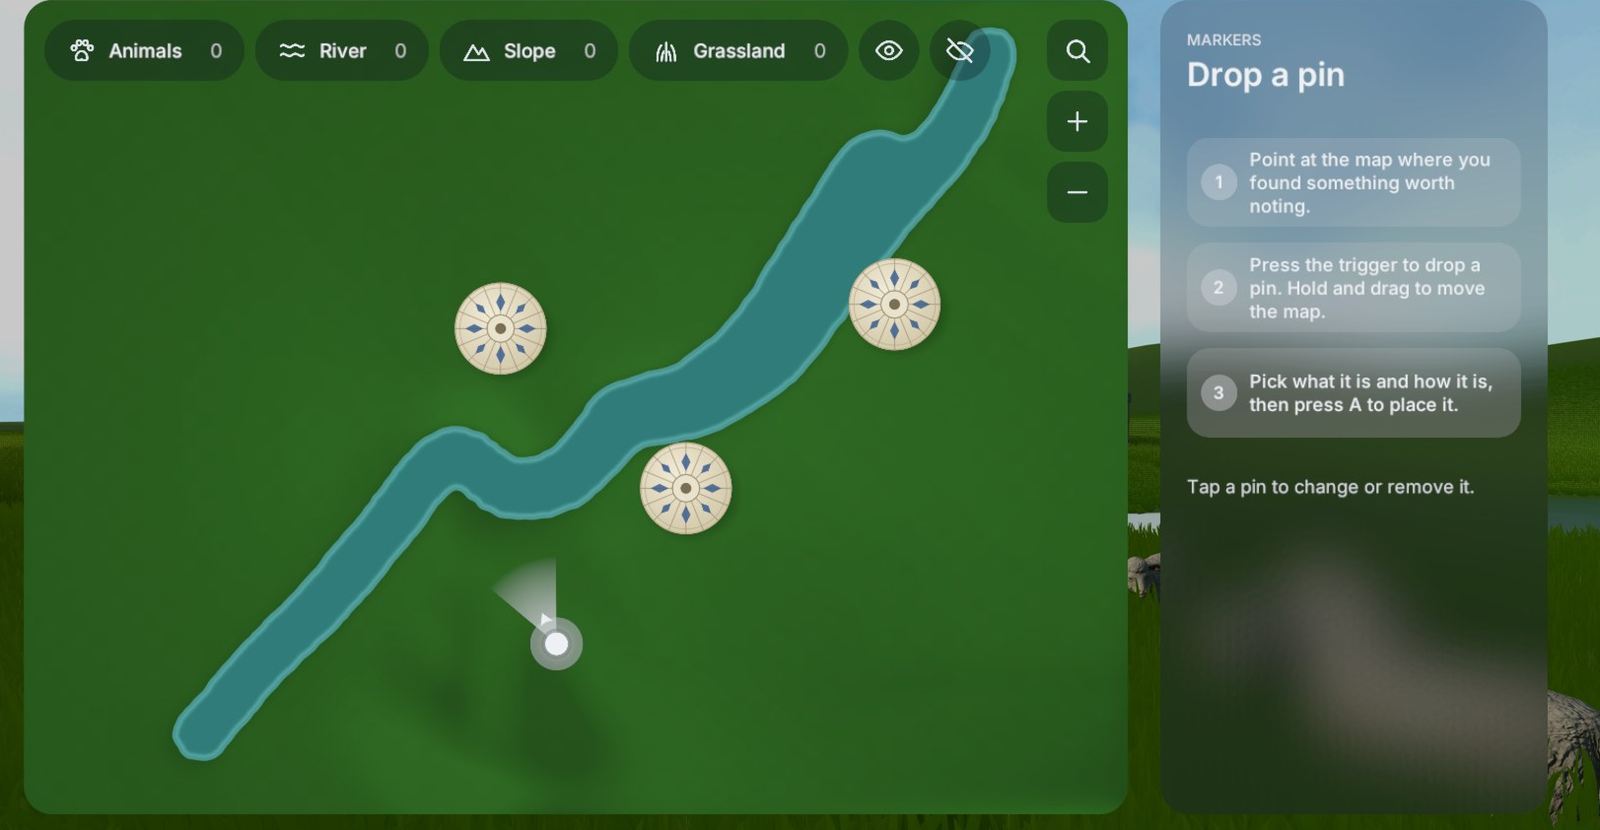 Animals 0
River 0
Slope 0
Grassland 0
MARKERS
Drop a pin
1
Point at the map where you
found something worth
noting.
2
Press the trigger to drop a
pin. Hold and drag to move
the map.
3
Pick what it is and how it is,
then press A to place it.
Tap a pin to change or remove it.